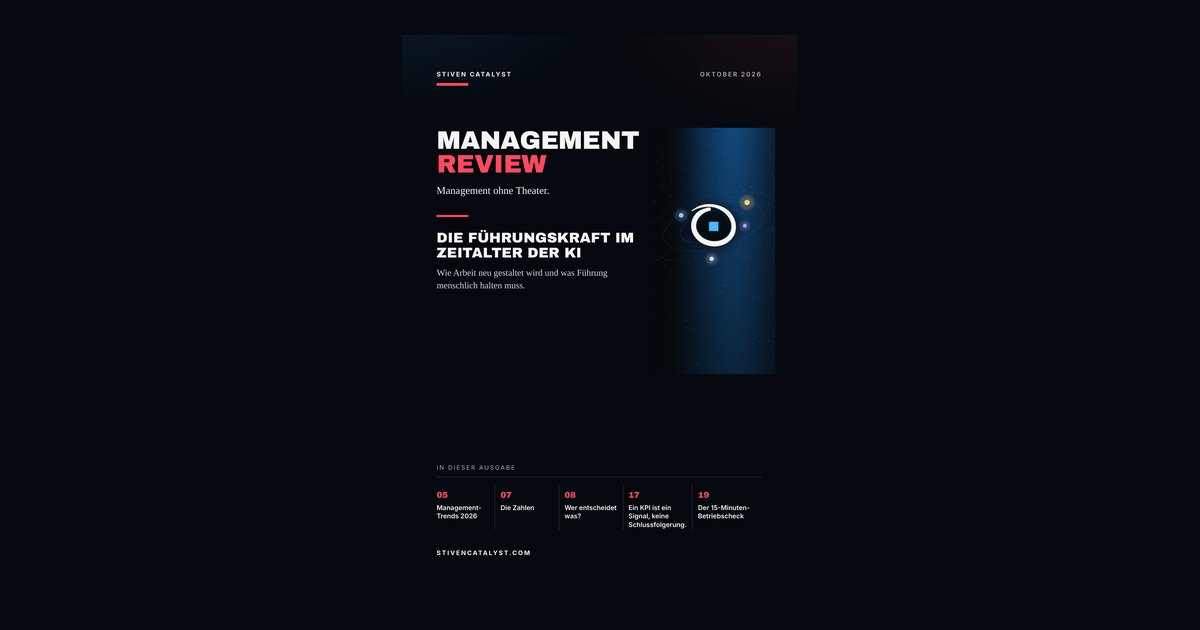 STIVEN CATALYST
OKTOBER 2026
MANAGEMENT
REVIEW
Management ohne Theater.
DIE FÜHRUNGSKRAFT IM
ZEITALTER DER KI
Wie Arbeit neu gestaltet wird und was Führung
menschlich halten muss.
IN DIESER AUSGABE
05
Management-
Trends 2026
07
Die Zahlen
08
Wer entscheidet
was?
17
Ein KPI ist ein
Signal, keine
Schlussfolgerung.
19
Der 15-Minuten-
Betriebscheck
STIVENCATALYST.COM